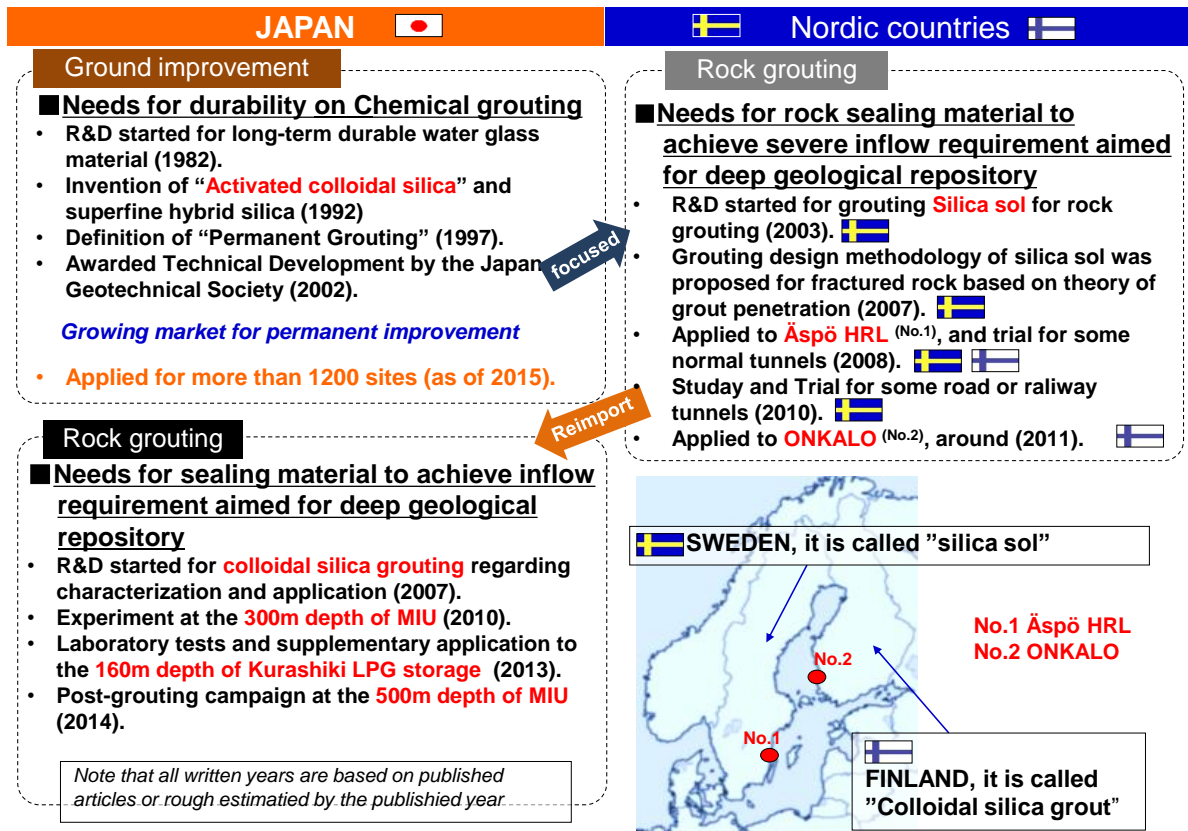 JAPAN
Ground improvement
■Needs for durability on Chemical grouting
• R&D started for long-term durable water glass
material (1982).
• Invention of “Activated colloidal silica” and
superfine hybrid silica (1992)
• Definition of “Permanent Grouting” (1997).
• Awarded Technical Development by the Japan
Geotechnical Society (2002).
Growing market for permanent improvement
• Applied for more than 1200 sites (as of 2015).
focused
Nordic countries
Rock grouting
■Needs for rock sealing material to
achieve severe inflow requirement aimed
for deep geological repository
• R&D started for grouting Silica sol for rock
grouting (2003).
• Grouting design methodology of silica sol was
proposed for fractured rock based on theory of
grout penetration (2007).
• Applied to Äspö HRL (No.1), and trial for some
normal tunnels (2008).
• Studay and Trial for some road or raliway
tunnels (2010).
• Applied to ONKALO (No.2), around (2011).
Reimport
Rock grouting
■Needs for sealing material to achieve inflow
requirement aimed for deep geological
repository
• R&D started for colloidal silica grouting regarding
characterization and application (2007).
• Experiment at the 300m depth of MIU (2010).
• Laboratory tests and supplementary application to
the 160m depth of Kurashiki LPG storage (2013).
• Post-grouting campaign at the 500m depth of MIU
(2014).
Note that all written years are based on published
articles or rough estimatied by the publishied year
SWEDEN, it is called ”silica sol”
No.1 Äspö HRL
No.2 ONKALO
No.2
No.1
FINLAND, it is called
”Colloidal silica grout”